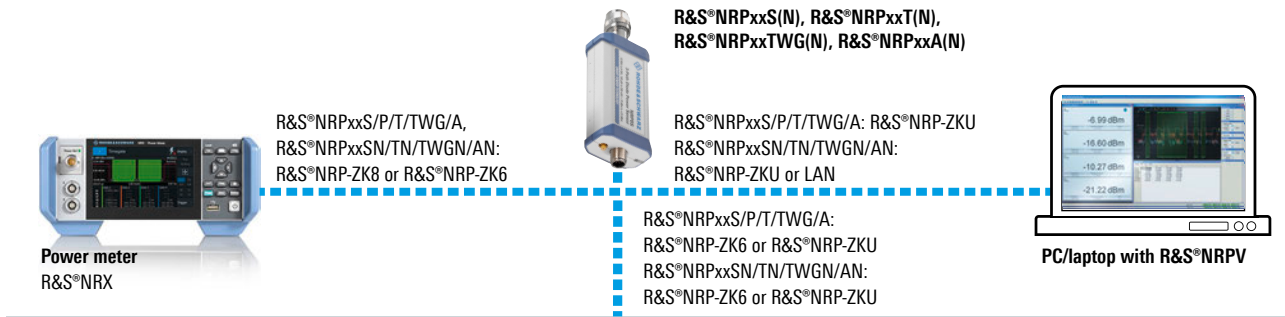 R&S®NRPxxS(N), R&S®NRPxxT(N),
R&S®NRPxxTWG(N), R&S®NRPxxA(N)
ROHDE&SCHWARZ
R&S®NRPxxS/P/T/TWG/A,
R&S®NRPxxSN/TN/TWGN/AN:
R&S®NRP-ZK8 or R&S®NRP-ZK6
R&S®NRPxxS/P/T/TWG/A: R&S®NRP-ZKU
R&S®NRPxxSN/TN/TWGN/AN:
R&S®NRP-ZKU or LAN
-6.99 dBm
-16.60 dBm
-10.27 dBm
-21.22 dBm
R&S®NRPxxS/P/T/TWG/A:
R&S®NRP-ZK6 or R&S®NRP-ZKU
R&S®NRPxxSN/TN/TWGN/AN:
R&S®NRP-ZK6 or R&S®NRP-ZKU
Power meter
R&S®NRX
PC/laptop with R&S®NRPV